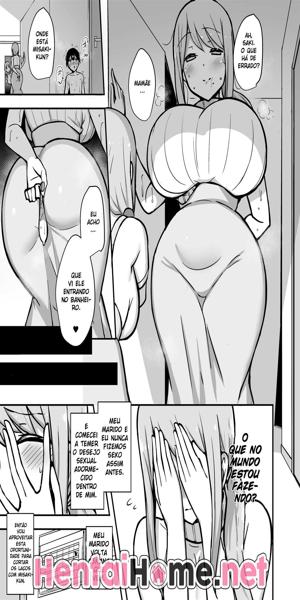 AH, SAKI.
O QUE
HÁ DE
ERRADO?
ONDE
ESTÁ
MISAKI-
KUN?
MAMÃE
...
EU
ACHO
...
QUE
VI ELE
ENTRANDO
NO BANHEI-
RO.
O QUE
NO MUNDO
ESTOU
FAZE-
NDO?
MEU
MARIDO E
EU NUNCA
FIZEMOS
SEXO
ASSIM
ANTES.
E COMECEI
A TEMER
O DESEJO
SEXUAL
ADORME-
CIDO
DENTRO
DE MIM.
MEU
MARIDO
VOLTA
ENTÃO
VOU
APROVEITAR
ESTA
OPORTUNI-
DADE PARA
CORTAR OS
LAÇOS COM
MISAKI-
KUN.
HentaiHome.net